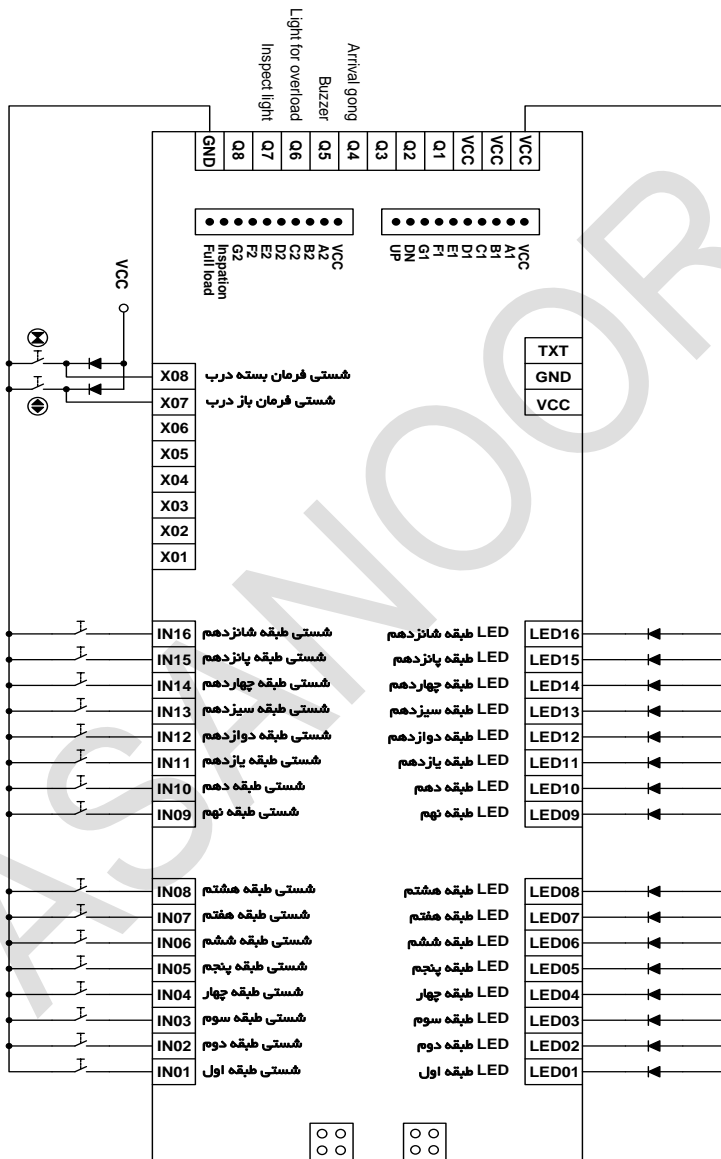 Arrival gong
Buzzer
Light for overload
Inspect light
GND
Q8
Q7
Q6
Q5
Q4
Q3
Q2
Q1
VCC
VCC
VCC
VCC
A2
B2
C2
D2
E2
F2
G2
Inspation
Full load
VCC
A1
B1
C1
D1
E1
F1
G1
DN
UP
VCC
TXT
GND
VCC
X08 شستی فرمان بسته درب
X07 شستی فرمان باز درب
X06
X05
X04
X03
X02
X01
IN16 شستی طبقه شانزدهم LED طبقه شانزدهم LED16
IN15 شستی طبقه پانزدهم LED طبقه پانزدهم LED15
IN14 شستی طبقه چهاردهم LED طبقه چهاردهم LED14
IN13 شستی طبقه سیزدهم LED طبقه سیزدهم LED13
IN12 شستی طبقه دوازدهم LED طبقه دوازدهم LED12
IN11 شستی طبقه یازدهم LED طبقه یازدهم LED11
IN10 شستی طبقه دهم LED طبقه دهم LED10
IN09 شستی طبقه نهم LED طبقه نهم LED09
IN08 شستی طبقه هشتم LED طبقه هشتم LED08
IN07 شستی طبقه هفتم LED طبقه هفتم LED07
IN06 شستی طبقه ششم LED طبقه ششم LED06
IN05 شستی طبقه پنجم LED طبقه پنجم LED05
IN04 شستی طبقه چهار LED طبقه چهار LED04
IN03 شستی طبقه سوم LED طبقه سوم LED03
IN02 شستی طبقه دوم LED طبقه دوم LED02
IN01 شستی طبقه اول LED طبقه اول LED01
ASANOOR